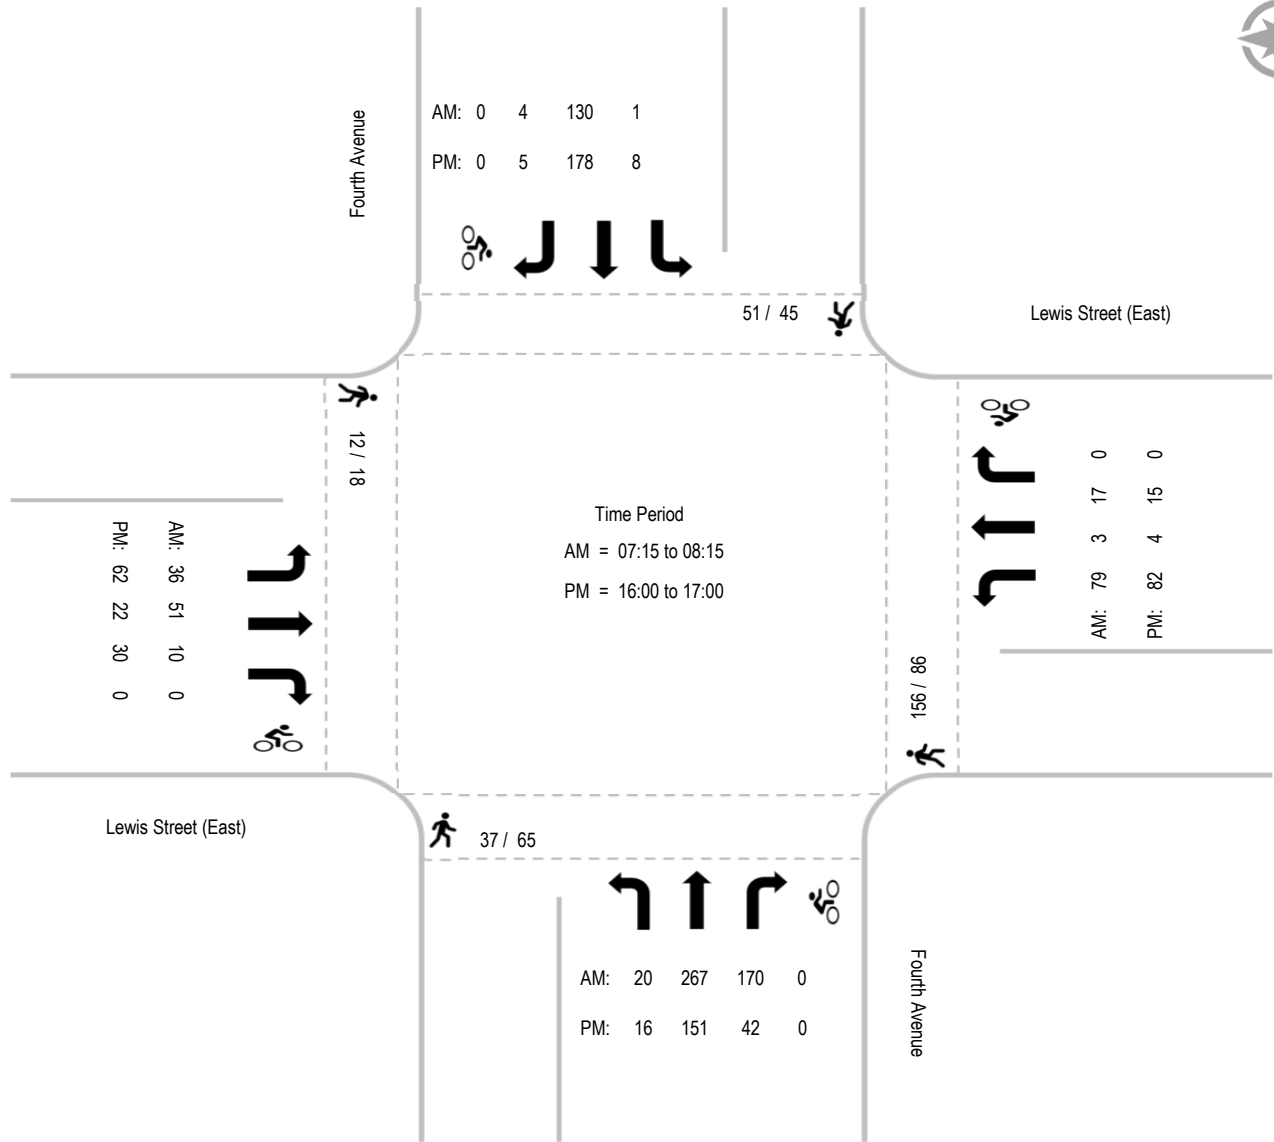 Fourth Avenue
AM: 0 4 130 1
PM: 0 5 178 8
51 / 45
Lewis Street (East)
12 / 18
AM: 79 3 17 0
PM: 82 4 15 0
Time Period
AM = 07:15 to 08:15
PM = 16:00 to 17:00
AM: 36 51 10 0
PM: 62 22 30 0
156 / 86
Lewis Street (East)
37 / 65
AM: 20 267 170 0
PM: 16 151 42 0
Fourth Avenue